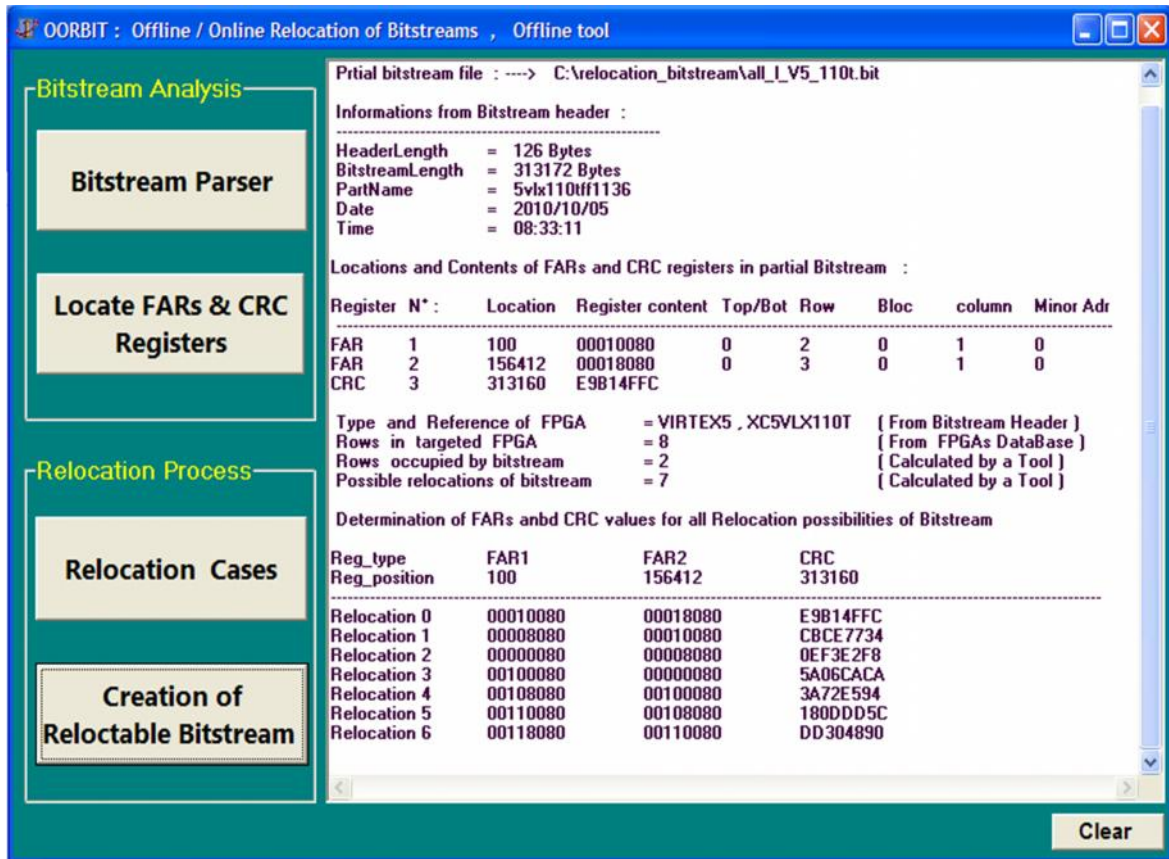 OORBIT : Offline / Online Relocation of Bitstreams , Offline tool
Bitstream Analysis
Bitstream Parser
Locate FARs & CRC
Registers
Relocation Process
Relocation Cases
Creation of
Reloctable Bitstream
Prtial bitstream file : ----> C:\relocation_bitstream\all_l_V5_110t.bit
Informations from Bitstream header :
HeaderLength = 126 Bytes
BitstreamLength = 313172 Bytes
PartName = 5vlx110tff1136
Date = 2010/10/05
Time = 08:33:11
Locations and Contents of FARs and CRC registers in partial Bitstream :
Register N° : Location Register content Top/Bot Row Bloc column Minor Adr
FAR 1 100 00010080 0 2 0 1 0
FAR 2 156412 00018080 0 3 0 1 0
CRC 3 313160 E9B14FFC
Type and Reference of FPGA = VIRTEX5 , XC5VLX110T ( From Bitstream Header )
Rows in targeted FPGA = 8 ( From FPGAs DataBase )
Rows occupied by bitstream = 2 ( Calculated by a Tool )
Possible relocations of bitstream = 7 ( Calculated by a Tool )
Determination of FARs anbd CRC values for all Relocation possibilities of Bitstream
Reg_type FAR1 FAR2 CRC
Reg_position 100 156412 313160
Relocation 0 00010080 00018080 E9B14FFC
Relocation 1 00008080 00010080 CBCE7734
Relocation 2 00000080 00008080 0EF3E2F8
Relocation 3 00100080 00000080 5A06CACA
Relocation 4 00108080 00100080 3A72E594
Relocation 5 00110080 00108080 180DDD5C
Relocation 6 00118080 00110080 DD304890
Clear